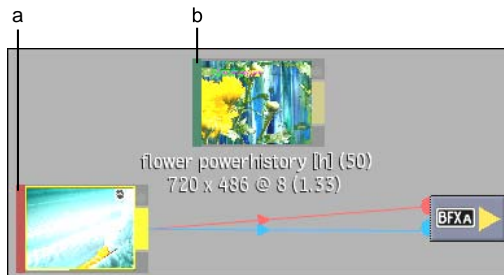 a
b
flower powerhistory [h] (50)
720 x 486 @ 8 (1.33)
BFXA